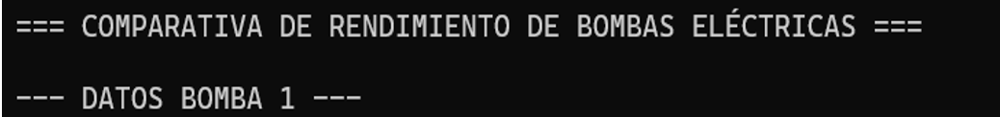 === COMPARATIVA DE RENDIMIENTO DE BOMBAS ELÉCTRICAS ===
--- DATOS BOMBA 1 ---